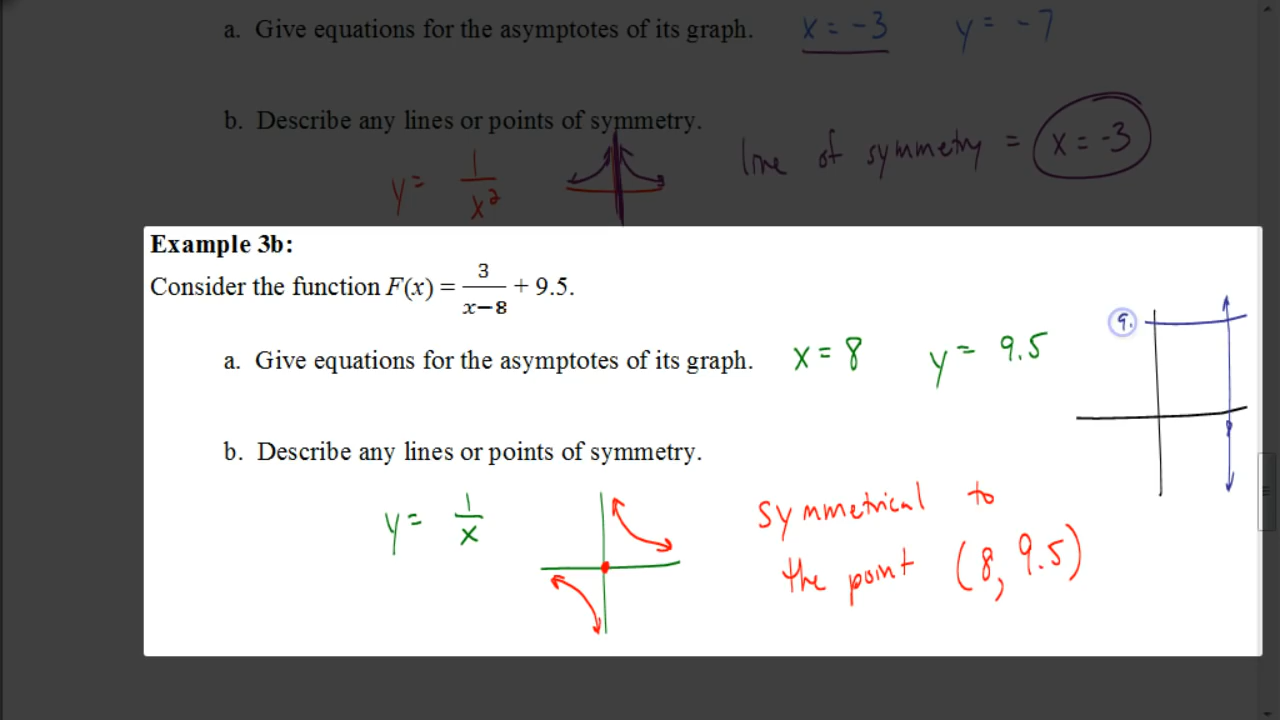 a. Give equations for the asymptotes of its graph. x = -3 y = -7
b. Describe any lines or points of symmetry. line of symmetry = x = -3
y = 1/x²
Example 3b:
Consider the function F(x) = 3/(x−8) + 9.5.
9.
a. Give equations for the asymptotes of its graph. x = 8 y = 9.5
8
b. Describe any lines or points of symmetry.
y = 1/x
symmetrical to
the point (8, 9.5)